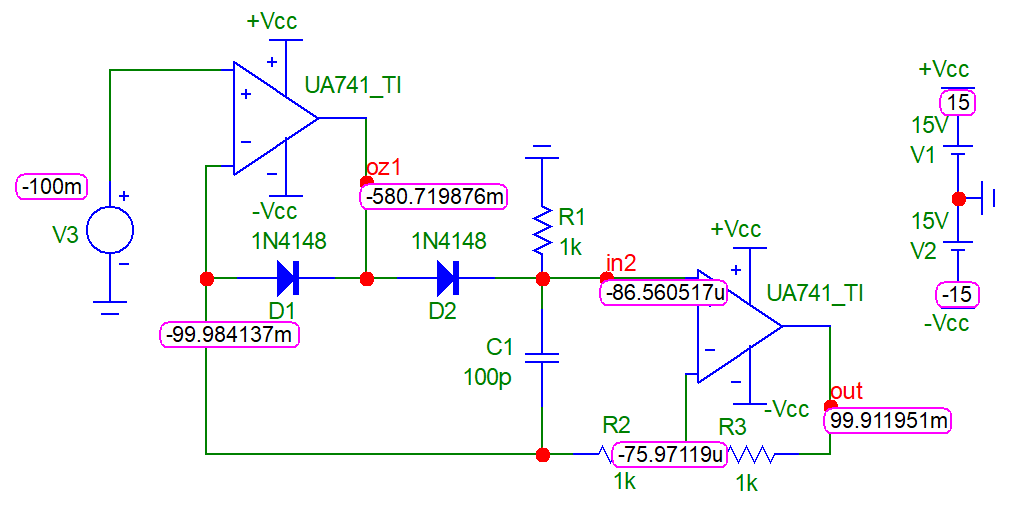 +Vcc
+
UA741_TI
+
−
−
-Vcc
oz1
-580.719876m
-100m
+
V3
−
1N4148
D1
1N4148
D2
-99.984137m
R1
1k
in2
-86.560517u
C1
100p
+Vcc
+
UA741_TI
−
−
-Vcc
out
99.911951m
R2
1k
-75.97119u
R3
1k
+Vcc
15
15V
V1
15V
V2
-15
-Vcc